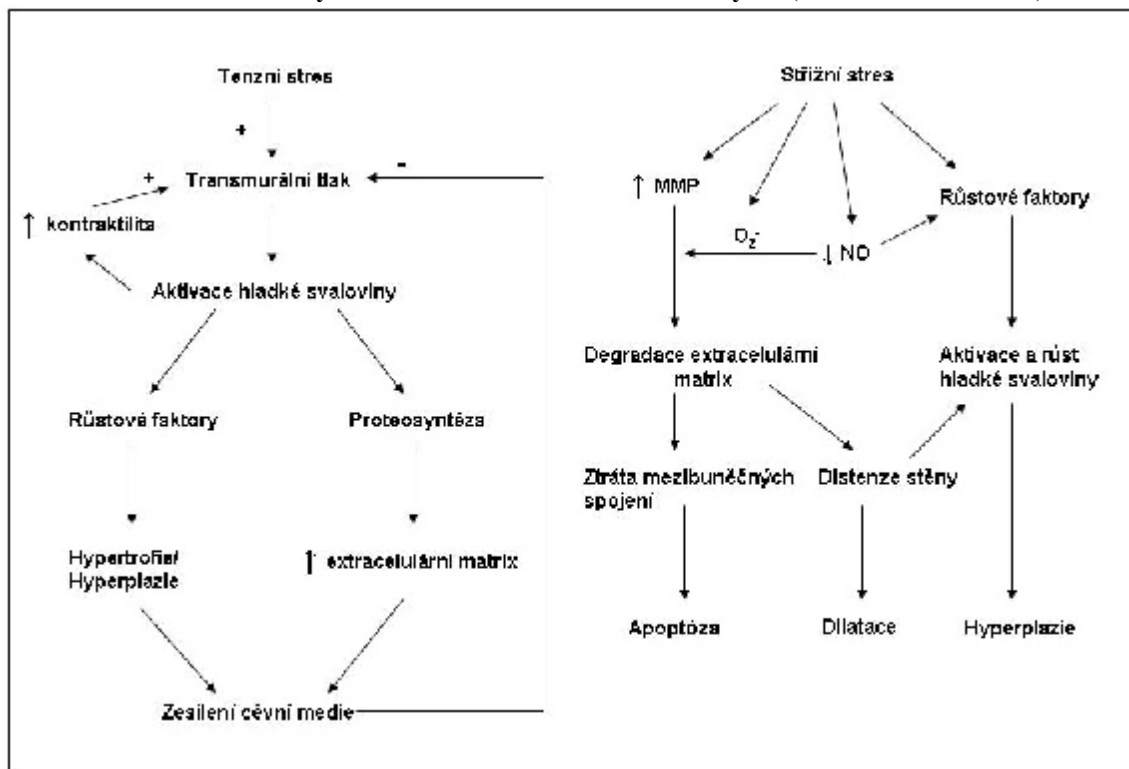 Tenzní stres
+
Transmurální tlak
-
+
↑ kontraktilita
Aktivace hladké svaloviny
Růstové faktory
Proteosyntéza
Hypertrofie/
Hyperplazie
↑ extracelulární matrix
Zesílení cévní medie
Střižní stres
↑ MMP
O2-
↓ NO
Růstové faktory
Degradace extracelulární
matrix
Aktivace a růst
hladké svaloviny
Ztráta mezibuněčných
spojení
Distenze stěny
Apoptóza
Dilatace
Hyperplazie